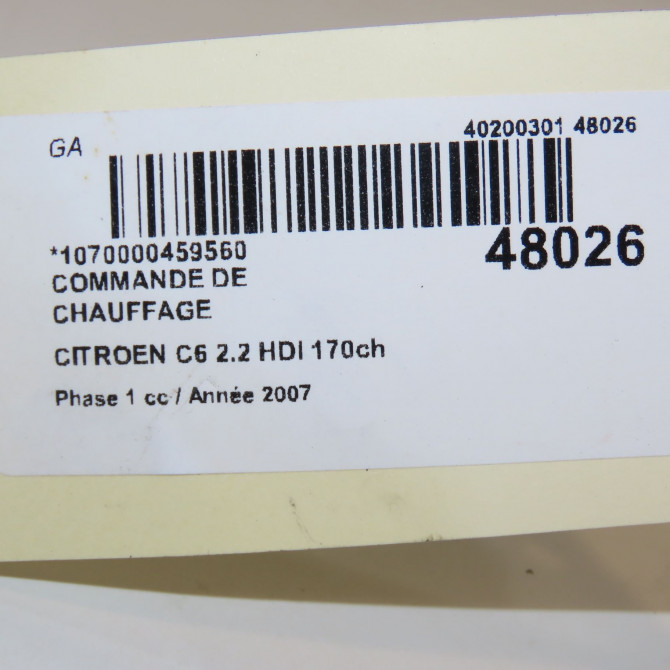 GA
40200301 48026
*1070000459560
48026
COMMANDE DE
CHAUFFAGE
CITROEN C6 2.2 HDI 170ch
Phase 1 cc / Année 2007